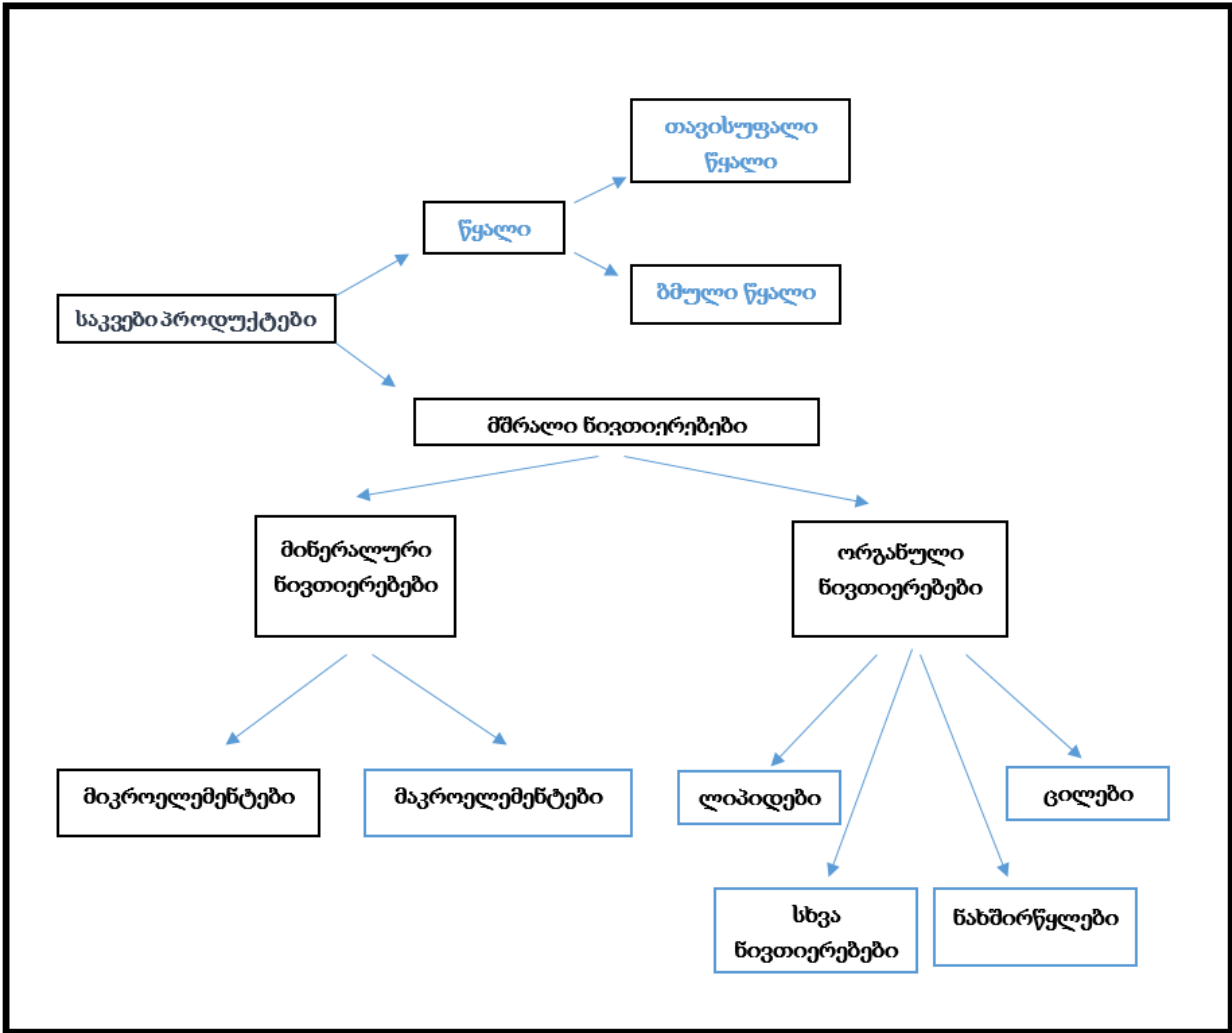 თავისუფალი
წყალი
წყალი
ბმული წყალი
საკვები პროდუქტები
მშრალი ნივთიერებები
მინერალური
ნივთიერებები
ორგანული
ნივთიერებები
მიკროელემენტები
მაკროელემენტები
ლიპიდები
ცილები
სხვა
ნივთიერებები
ნახშირწყლები